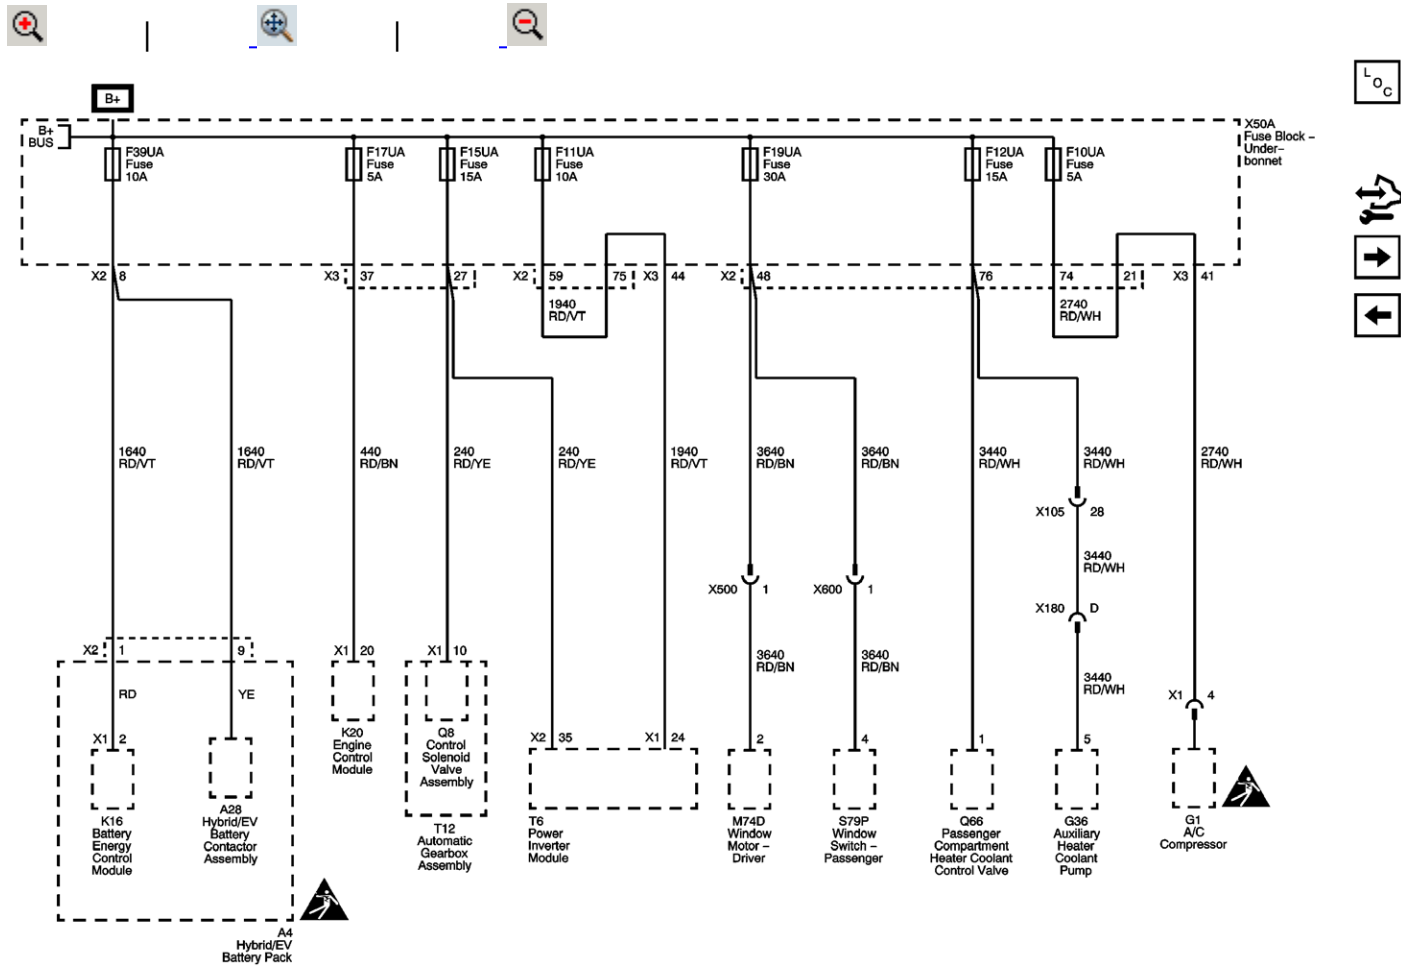 L
O
C
B+
B+
BUS
X50A
Fuse Block –
Under–
bonnet
F39UA
Fuse
10A
F17UA
Fuse
5A
F15UA
Fuse
15A
F11UA
Fuse
10A
F19UA
Fuse
30A
F12UA
Fuse
15A
F10UA
Fuse
5A
X2 8
X3 37
27
X2 59
75
X3 44
X2 48
76
74
21
X3 41
1940
RD/VT
2740
RD/WH
1640
RD/VT
1640
RD/VT
440
RD/BN
240
RD/YE
240
RD/YE
1940
RD/VT
3640
RD/BN
3640
RD/BN
3440
RD/WH
3440
RD/WH
2740
RD/WH
X105 28
3440
RD/WH
X500 1
X600 1
X180 D
X2 1
9
X1 20
X1 10
3640
RD/BN
3640
RD/BN
3440
RD/WH
RD
YE
X1 4
X1 2
X2 35
X1 24
2
4
1
5
K20
Engine
Control
Module
Q8
Control
Solenoid
Valve
Assembly
K16
Battery
Energy
Control
Module
A28
Hybrid/EV
Battery
Contactor
Assembly
T12
Automatic
Gearbox
Assembly
T6
Power
Inverter
Module
M74D
Window
Motor –
Driver
S79P
Window
Switch –
Passenger
Q66
Passenger
Compartment
Heater Coolant
Control Valve
G36
Auxiliary
Heater
Coolant
Pump
G1
A/C
Compressor
A4
Hybrid/EV
Battery Pack